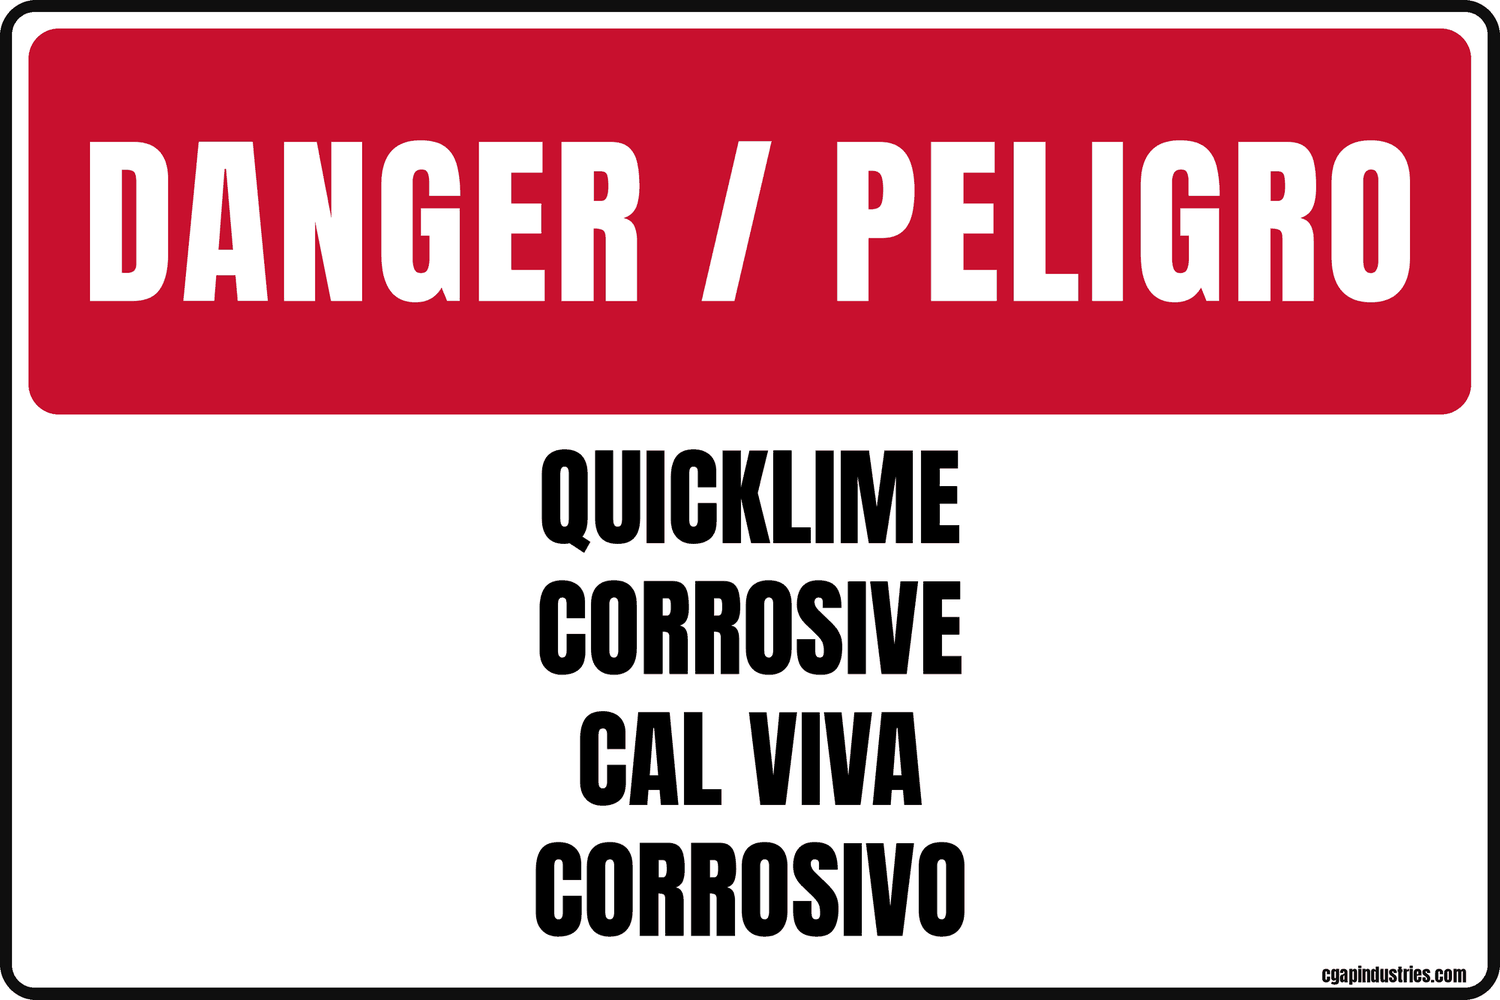 DANGER / PELIGRO
QUICKLIME
CORROSIVE
CAL VIVA
CORROSIVO
cgapindustries.com